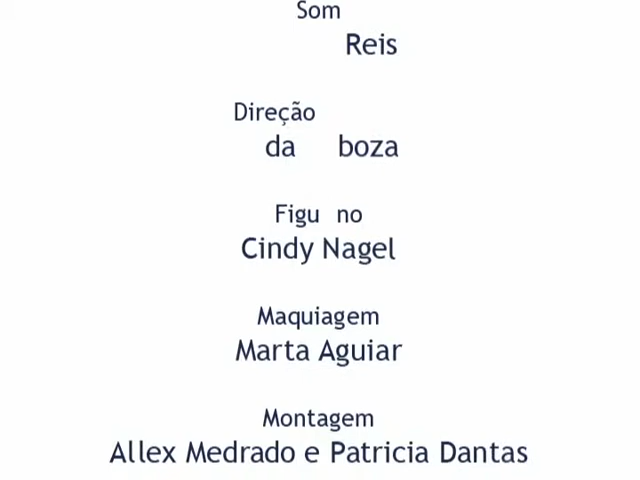 Som
Reis
Direção
da boza
Figu no
Cindy Nagel
Maquiagem
Marta Aguiar
Montagem
Allex Medrado e Patricia Dantas